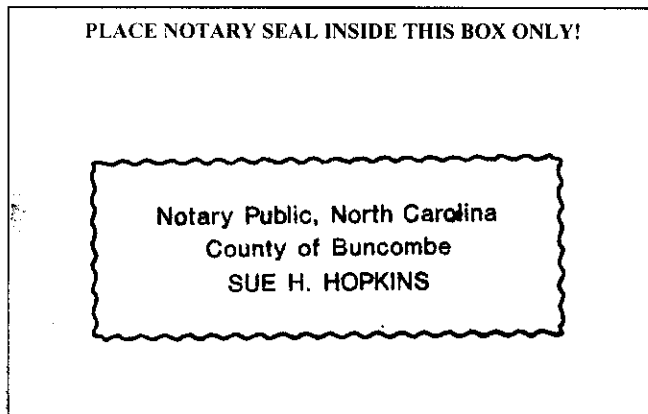 PLACE NOTARY SEAL INSIDE THIS BOX ONLY!
Notary Public, North Carolina
County of Buncombe
SUE H. HOPKINS